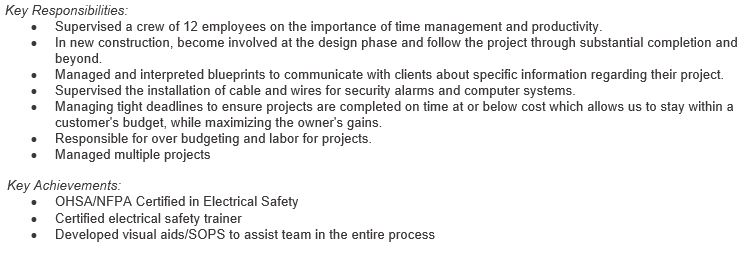 Key Responsibilities:
• Supervised a crew of 12 employees on the importance of time management and productivity.
• In new construction, become involved at the design phase and follow the project through substantial completion and
beyond.
• Managed and interpreted blueprints to communicate with clients about specific information regarding their project.
• Supervised the installation of cable and wires for security alarms and computer systems.
• Managing tight deadlines to ensure projects are completed on time at or below cost which allows us to stay within a
customer's budget, while maximizing the owner's gains.
• Responsible for over budgeting and labor for projects.
• Managed multiple projects
Key Achievements:
• OHSA/NFPA Certified in Electrical Safety
• Certified electrical safety trainer
• Developed visual aids/SOPS to assist team in the entire process